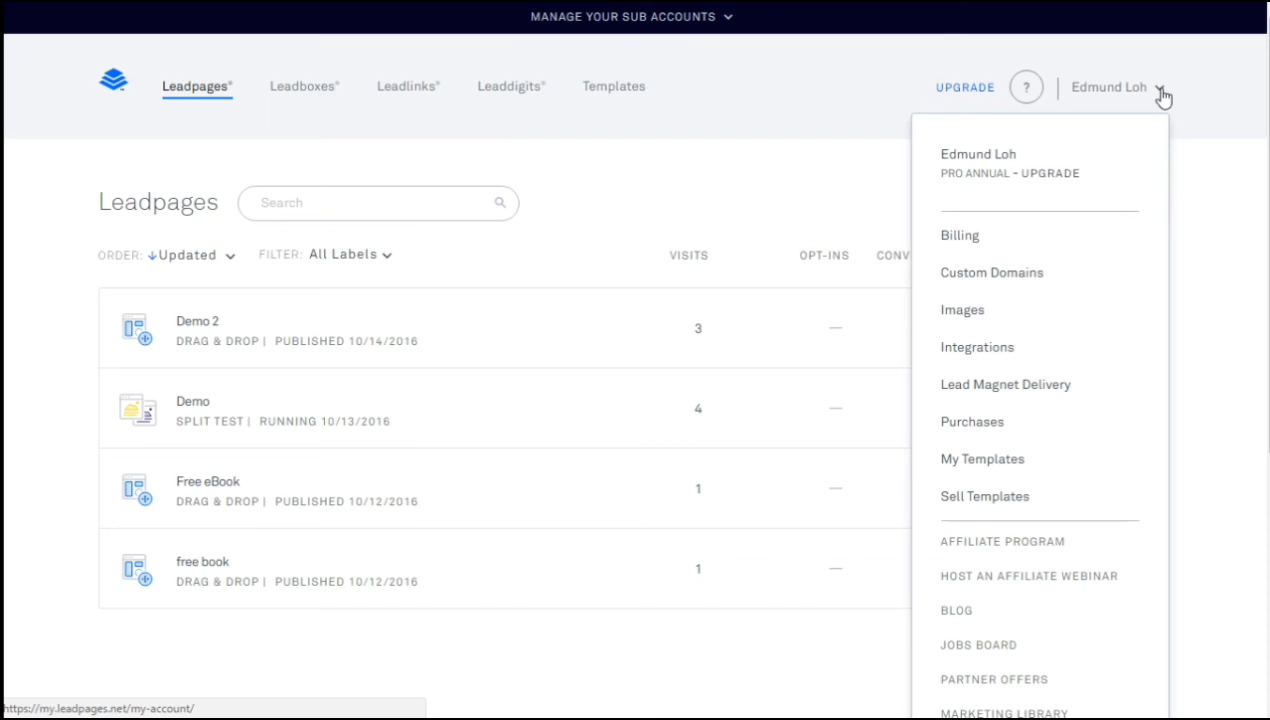 MANAGE YOUR SUB ACCOUNTS
Leadpages® Leadboxes® Leadlinks® Leaddigits® Templates UPGRADE ? Edmund Loh
Edmund Loh
PRO ANNUAL - UPGRADE
Billing
Custom Domains
Images
Integrations
Lead Magnet Delivery
Purchases
My Templates
Sell Templates
AFFILIATE PROGRAM
HOST AN AFFILIATE WEBINAR
BLOG
JOBS BOARD
PARTNER OFFERS
MARKETING LIBRARY
Leadpages Search
ORDER: Updated FILTER: All Labels VISITS OPT-INS CONV
Demo 2
DRAG & DROP | PUBLISHED 10/14/2016
3 —
Demo
SPLIT TEST | RUNNING 10/13/2016
4 —
Free eBook
DRAG & DROP | PUBLISHED 10/12/2016
1 —
free book
DRAG & DROP | PUBLISHED 10/12/2016
1 —
https://my.leadpages.net/my-account/